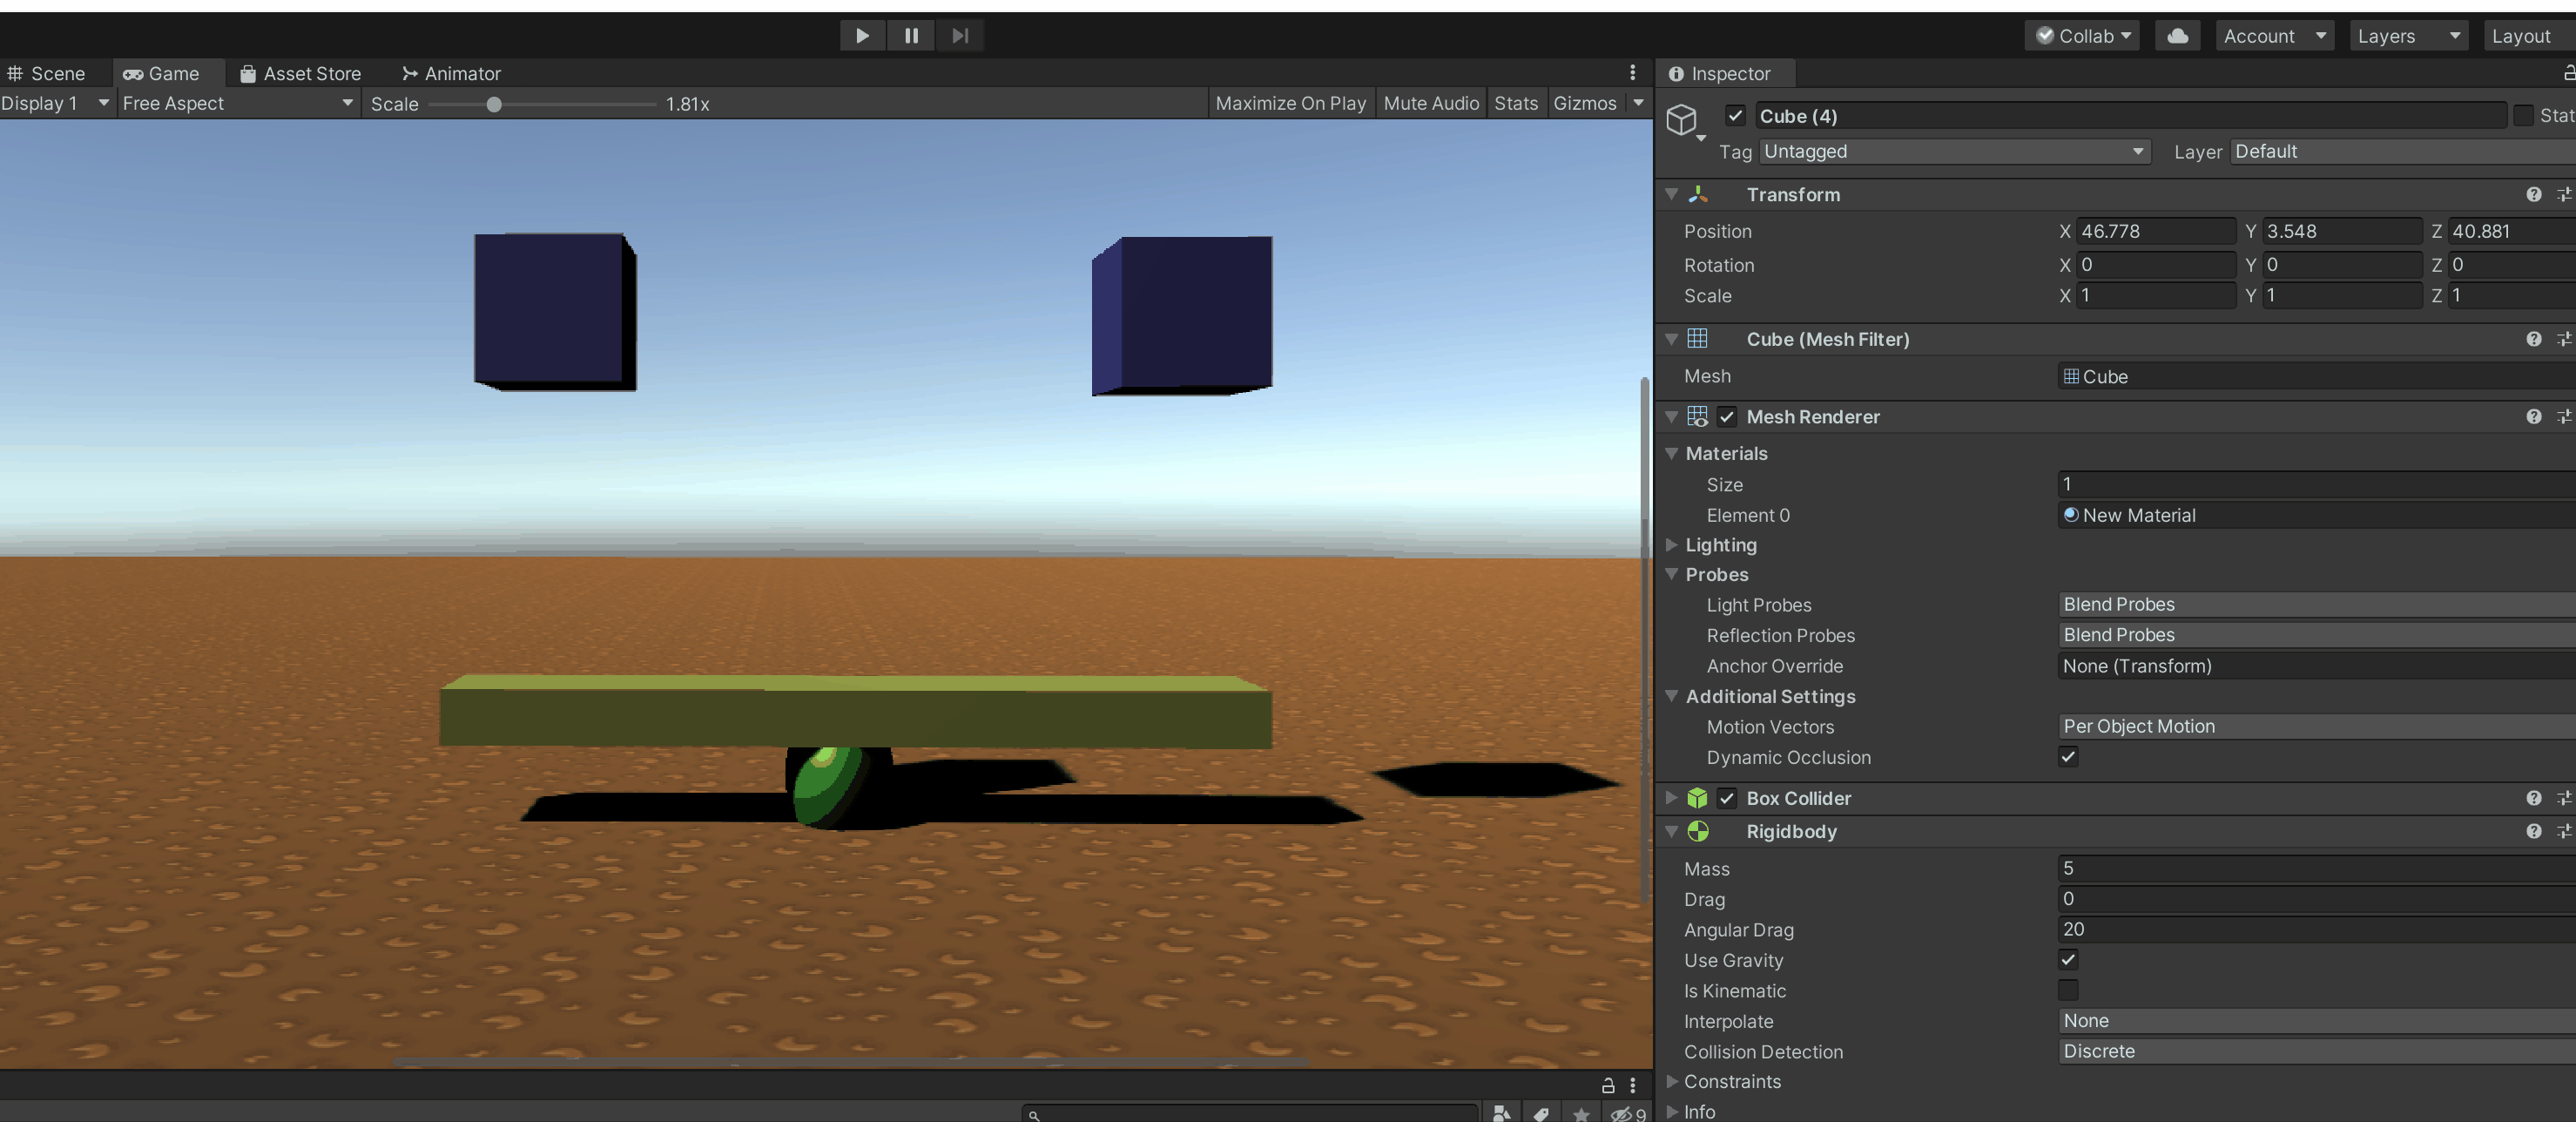 Collab
Account
Layers
Layout
Scene
Game
Asset Store
Animator
Display 1
Free Aspect
Scale
1.81x
Maximize On Play
Mute Audio
Stats
Gizmos
Inspector
Cube (4)
Stat
Tag Untagged
Layer Default
Transform
Position X 46.778 Y 3.548 Z 40.881
Rotation X 0 Y 0 Z 0
Scale X 1 Y 1 Z 1
Cube (Mesh Filter)
Mesh Cube
Mesh Renderer
Materials
Size 1
Element 0 New Material
Lighting
Probes
Light Probes Blend Probes
Reflection Probes Blend Probes
Anchor Override None (Transform)
Additional Settings
Motion Vectors Per Object Motion
Dynamic Occlusion
Box Collider
Rigidbody
Mass 5
Drag 0
Angular Drag 20
Use Gravity
Is Kinematic
Interpolate None
Collision Detection Discrete
Constraints
Info
9